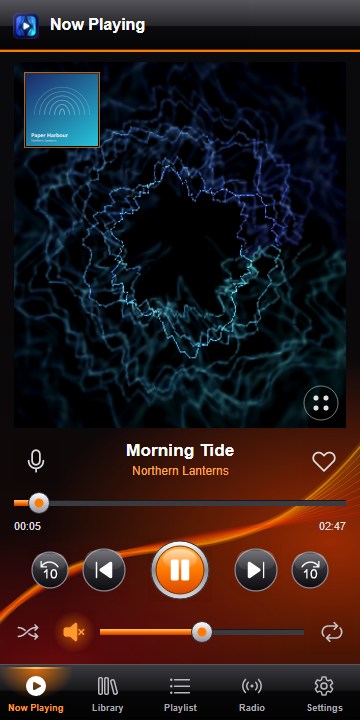 Now Playing
Paper Harbour
Morning Tide
Northern Lanterns
00:05
02:47
10
10
Now Playing
Library
Playlist
Radio
Settings